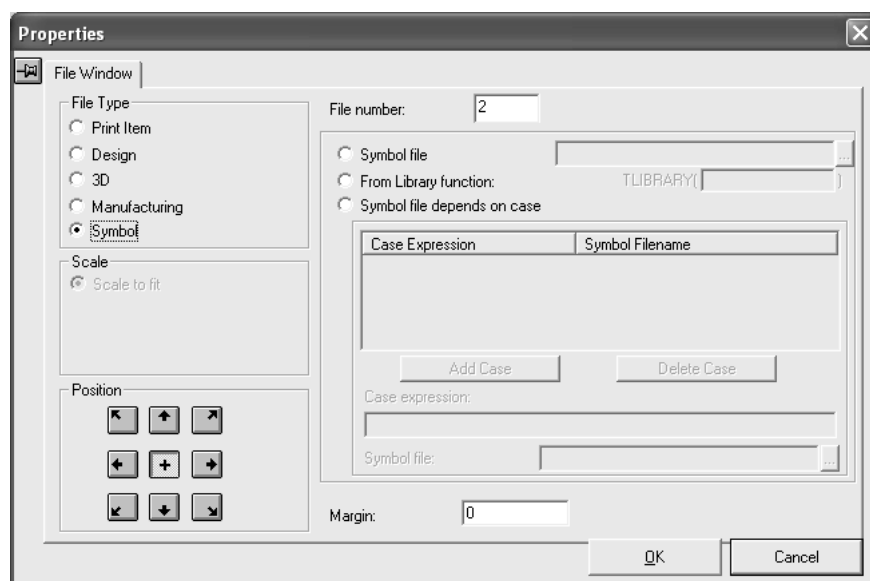 Properties
File Window
File Type
Print Item
Design
3D
Manufacturing
Symbol
Scale
Scale to fit
Position
File number: 2
Symbol file ...
From Library function: TLIBRARY( )
Symbol file depends on case
Case Expression Symbol Filename
Add Case Delete Case
Case expression:
Symbol file: ...
Margin: 0
OK Cancel